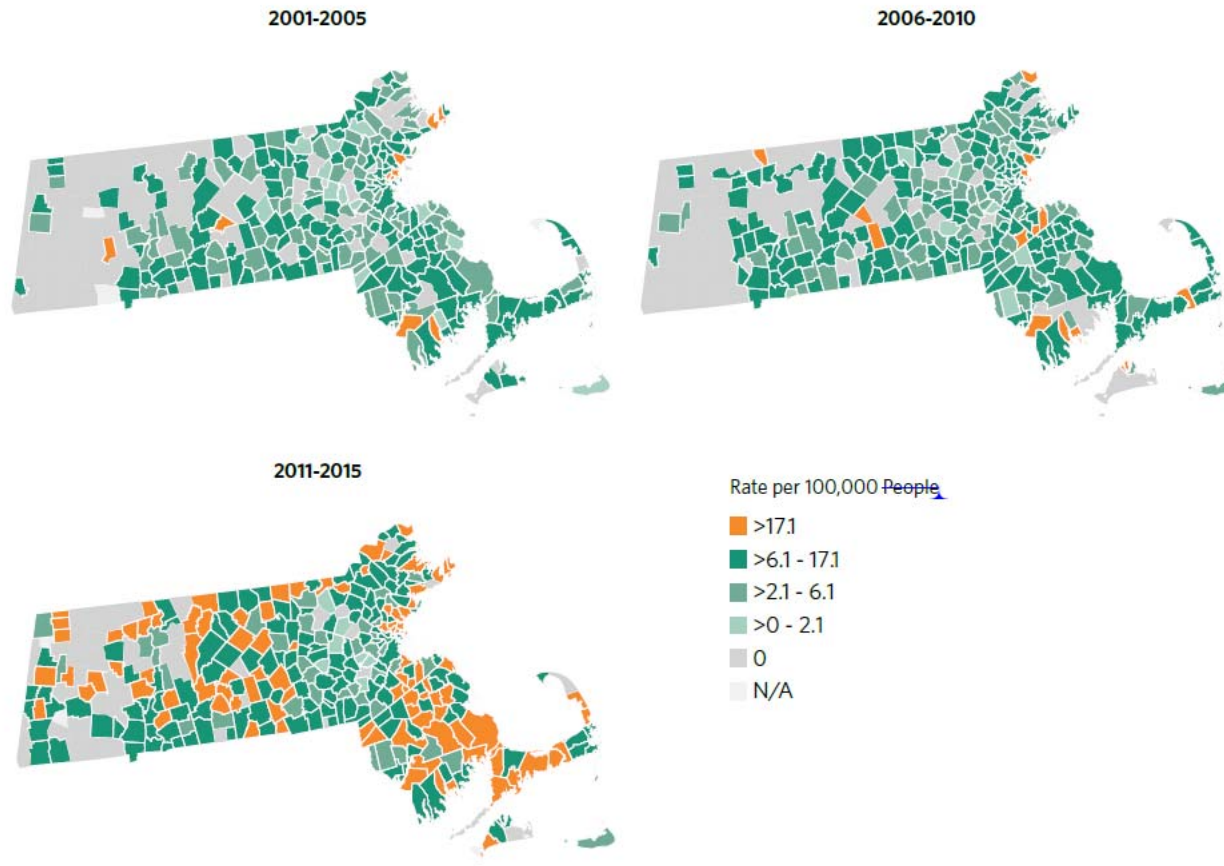 2001-2005
2006-2010
2011-2015
Rate per 100,000 People
>17.1
>6.1 - 17.1
>2.1 - 6.1
>0 - 2.1
0
N/A